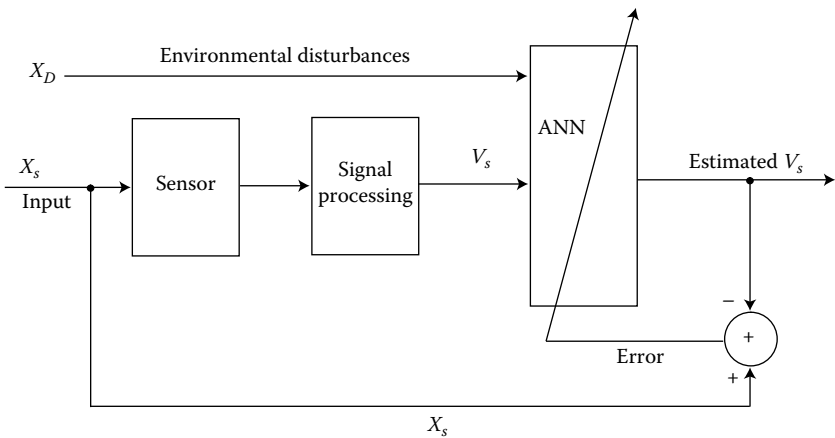 Environmental disturbances
X_D
ANN
X_s
Input
Sensor
Signal
processing
V_s
Estimated V_s
−
+
+
Error
X_s